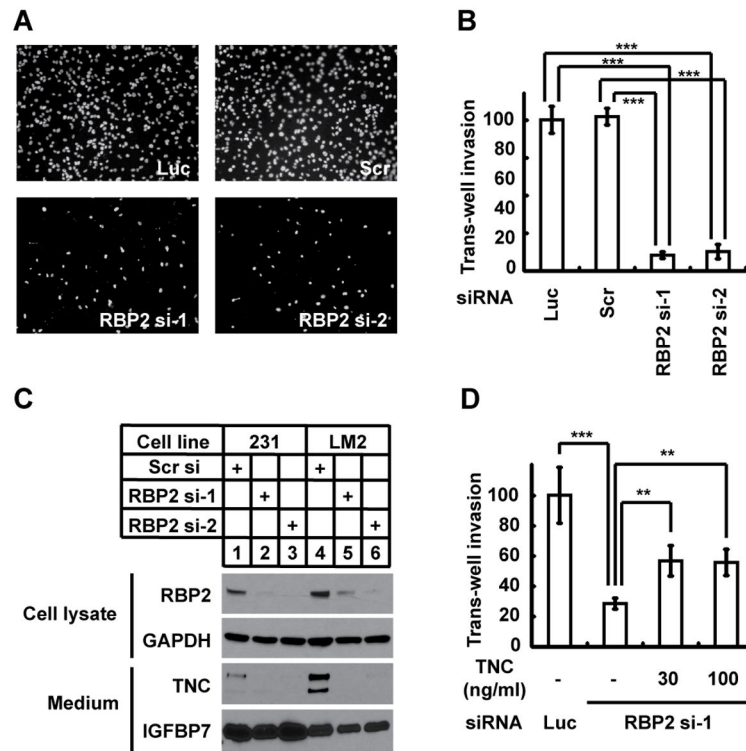 A
Luc
Scr
RBP2 si-1
RBP2 si-2
B
Trans-well invasion
100
80
60
40
20
0
***
***
***
***
siRNA
Luc
Scr
RBP2 si-1
RBP2 si-2
C
Cell line 231 LM2
Scr si + +
RBP2 si-1 + +
RBP2 si-2 + +
1 2 3 4 5 6
Cell lysate
RBP2
GAPDH
Medium
TNC
IGFBP7
D
Trans-well invasion
100
80
60
40
20
0
***
**
**
TNC (ng/ml) - - 30 100
siRNA Luc RBP2 si-1